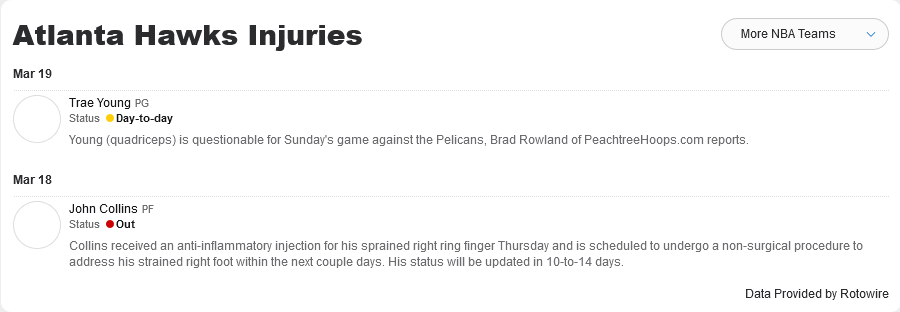 Atlanta Hawks Injuries
More NBA Teams
Mar 19
Trae Young PG
Status Day-to-day
Young (quadriceps) is questionable for Sunday's game against the Pelicans, Brad Rowland of PeachtreeHoops.com reports.
Mar 18
John Collins PF
Status Out
Collins received an anti-inflammatory injection for his sprained right ring finger Thursday and is scheduled to undergo a non-surgical procedure to
address his strained right foot within the next couple days. His status will be updated in 10-to-14 days.
Data Provided by Rotowire